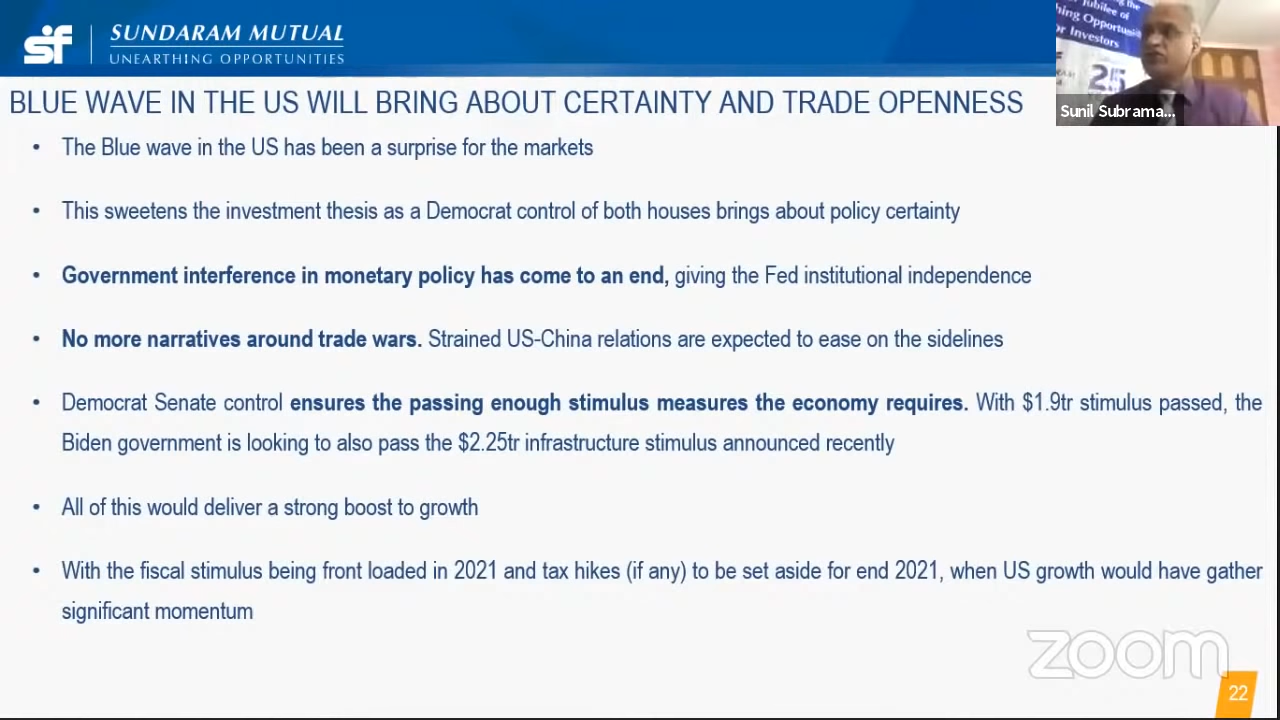 sf
SUNDARAM MUTUAL
UNEARTHING OPPORTUNITIES
Jubilee of
or Investors
25
Sunil Subrama...
BLUE WAVE IN THE US WILL BRING ABOUT CERTAINTY AND TRADE OPENNESS
• The Blue wave in the US has been a surprise for the markets
• This sweetens the investment thesis as a Democrat control of both houses brings about policy certainty
• Government interference in monetary policy has come to an end, giving the Fed institutional independence
• No more narratives around trade wars. Strained US-China relations are expected to ease on the sidelines
• Democrat Senate control ensures the passing enough stimulus measures the economy requires. With $1.9tr stimulus passed, the
Biden government is looking to also pass the $2.25tr infrastructure stimulus announced recently
• All of this would deliver a strong boost to growth
• With the fiscal stimulus being front loaded in 2021 and tax hikes (if any) to be set aside for end 2021, when US growth would have gather
significant momentum
zoom
22